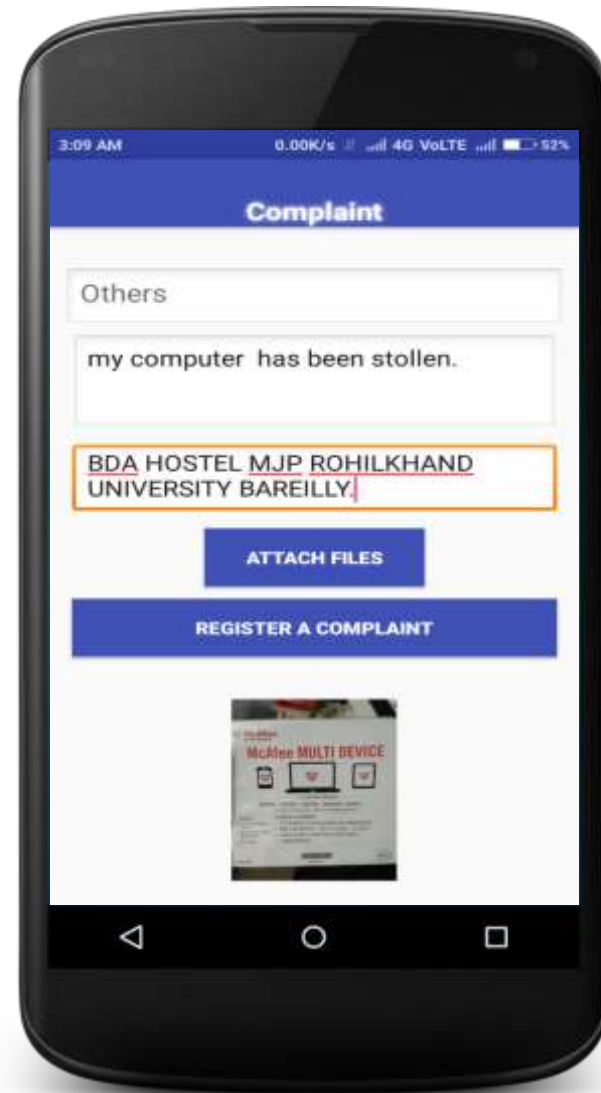 3:09 AM 0.00K/s 4G VoLTE 52%
Complaint
Others
my computer has been stollen.
BDA HOSTEL MJP ROHILKHAND
UNIVERSITY BAREILLY.
ATTACH FILES
REGISTER A COMPLAINT
McAfee
McAfee MULTI DEVICE